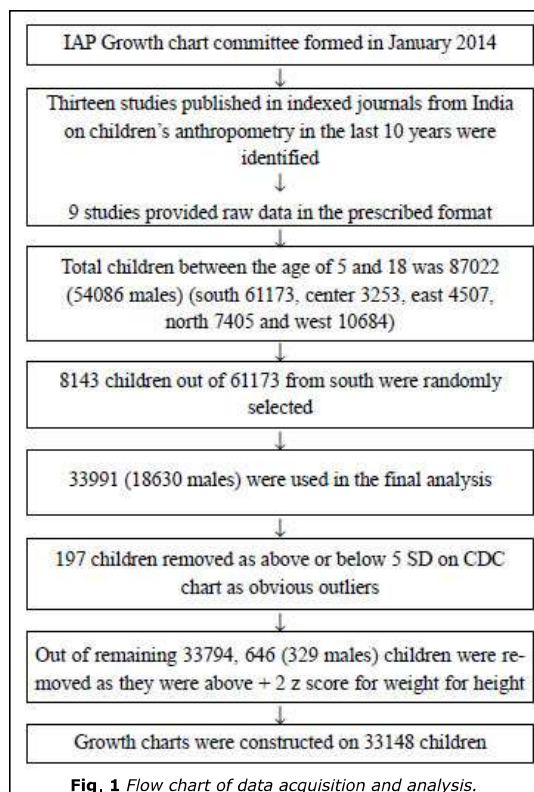 IAP Growth chart committee formed in January 2014
↓
Thirteen studies published in indexed journals from India
on children's anthropometry in the last 10 years were
identified
↓
9 studies provided raw data in the prescribed format
↓
Total children between the age of 5 and 18 was 87022
(54086 males) (south 61173, center 3253, east 4507,
north 7405 and west 10684)
↓
8143 children out of 61173 from south were randomly
selected
↓
33991 (18630 males) were used in the final analysis
↓
197 children removed as above or below 5 SD on CDC
chart as obvious outliers
↓
Out of remaining 33794, 646 (329 males) children were re-
moved as they were above + 2 z score for weight for height
↓
Growth charts were constructed on 33148 children
Fig. 1 Flow chart of data acquisition and analysis.